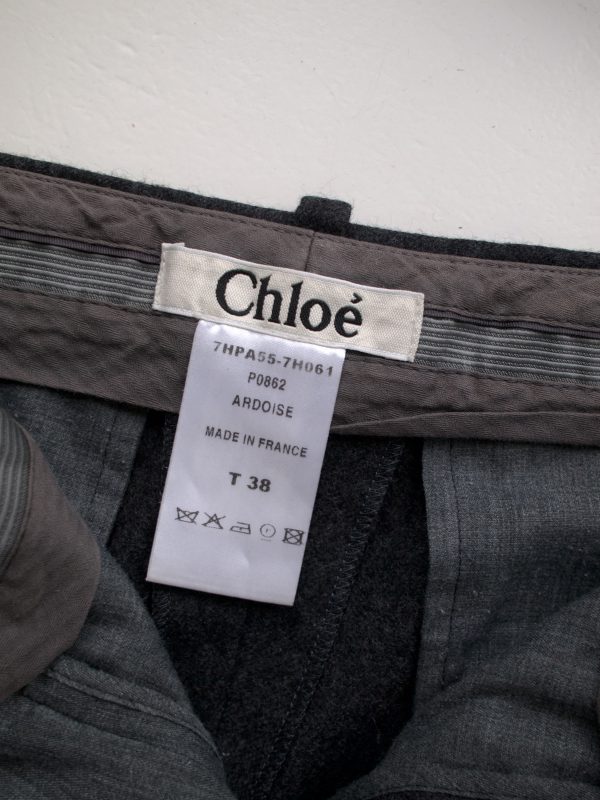 Chloé
7HPA55-7H061
P0862
ARDOISE
MADE IN FRANCE
T 38